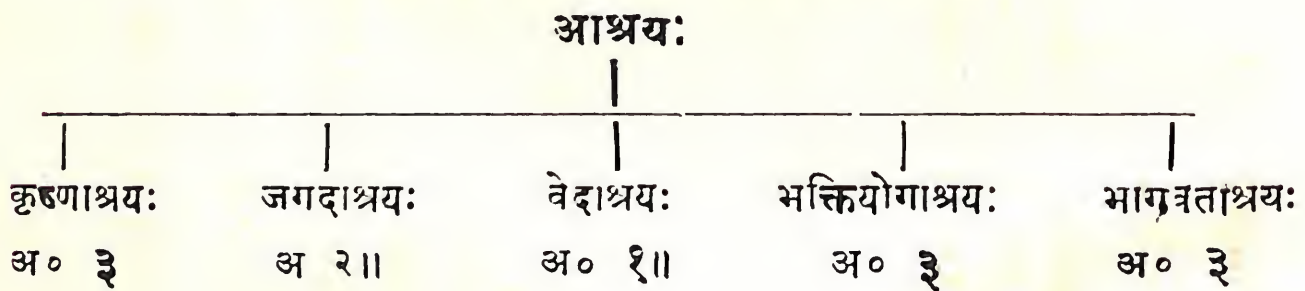 आश्रयः
कृष्णाश्रयः जगदाश्रयः वेदाश्रयः भक्तियोगाश्रयः भागवताश्रयः
अ० ३ अ २॥ अ० १॥ अ० ३ अ० ३